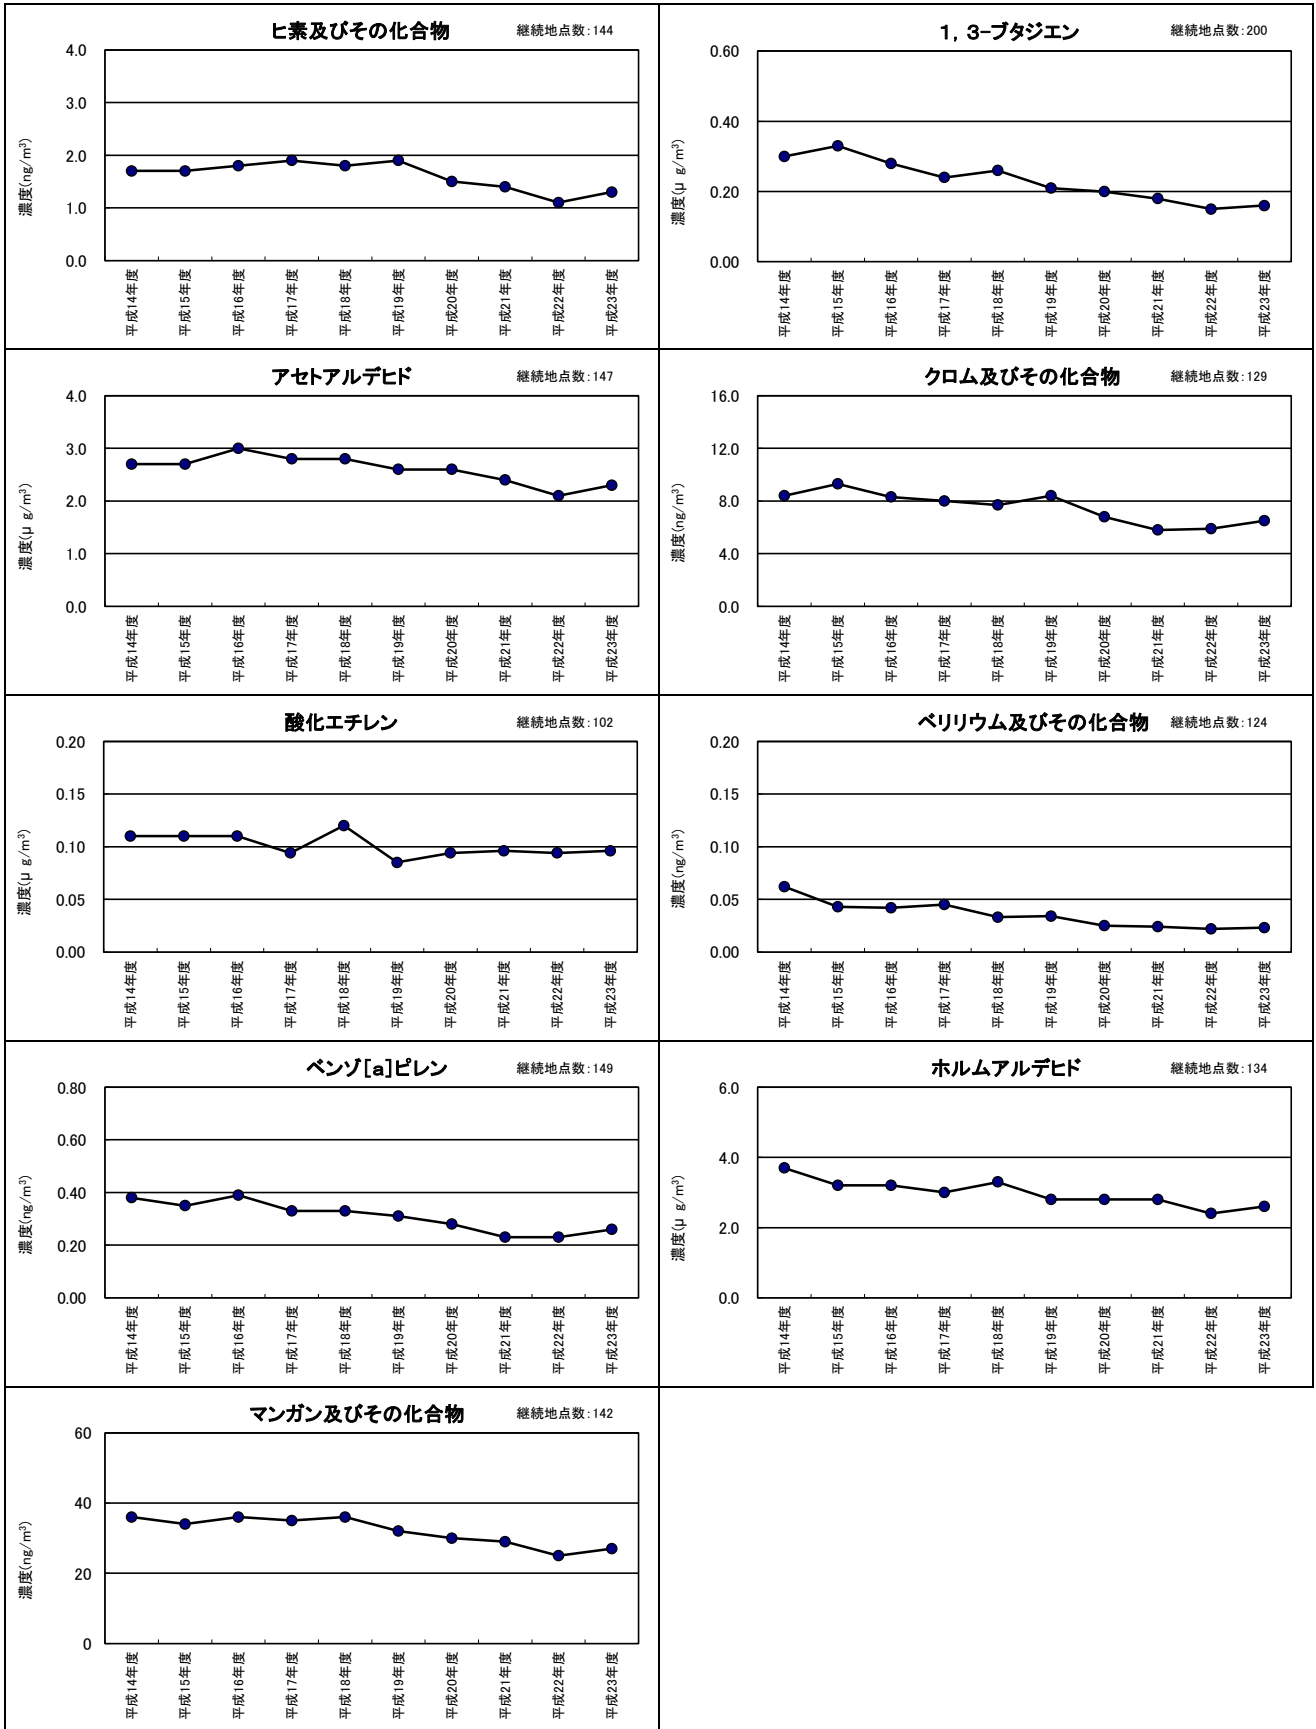 ヒ素及びその化合物 継続地点数:144
4.0
3.0
2.0
1.0
0.0
濃度(ng/m³)
平成14年度
平成15年度
平成16年度
平成17年度
平成18年度
平成19年度
平成20年度
平成21年度
平成22年度
平成23年度
1,3-ブタジエン 継続地点数:200
0.60
0.40
0.20
0.00
濃度(μg/m³)
平成14年度
平成15年度
平成16年度
平成17年度
平成18年度
平成19年度
平成20年度
平成21年度
平成22年度
平成23年度
アセトアルデヒド 継続地点数:147
4.0
3.0
2.0
1.0
0.0
濃度(μg/m³)
平成14年度
平成15年度
平成16年度
平成17年度
平成18年度
平成19年度
平成20年度
平成21年度
平成22年度
平成23年度
クロム及びその化合物 継続地点数:129
16.0
12.0
8.0
4.0
0.0
濃度(ng/m³)
平成14年度
平成15年度
平成16年度
平成17年度
平成18年度
平成19年度
平成20年度
平成21年度
平成22年度
平成23年度
酸化エチレン 継続地点数:102
0.20
0.15
0.10
0.05
0.00
濃度(μg/m³)
平成14年度
平成15年度
平成16年度
平成17年度
平成18年度
平成19年度
平成20年度
平成21年度
平成22年度
平成23年度
ベリリウム及びその化合物 継続地点数:124
0.20
0.15
0.10
0.05
0.00
濃度(ng/m³)
平成14年度
平成15年度
平成16年度
平成17年度
平成18年度
平成19年度
平成20年度
平成21年度
平成22年度
平成23年度
ベンゾ[a]ピレン 継続地点数:149
0.80
0.60
0.40
0.20
0.00
濃度(ng/m³)
平成14年度
平成15年度
平成16年度
平成17年度
平成18年度
平成19年度
平成20年度
平成21年度
平成22年度
平成23年度
ホルムアルデヒド 継続地点数:134
6.0
4.0
2.0
0.0
濃度(μg/m³)
平成14年度
平成15年度
平成16年度
平成17年度
平成18年度
平成19年度
平成20年度
平成21年度
平成22年度
平成23年度
マンガン及びその化合物 継続地点数:142
60
40
20
0
濃度(ng/m³)
平成14年度
平成15年度
平成16年度
平成17年度
平成18年度
平成19年度
平成20年度
平成21年度
平成22年度
平成23年度